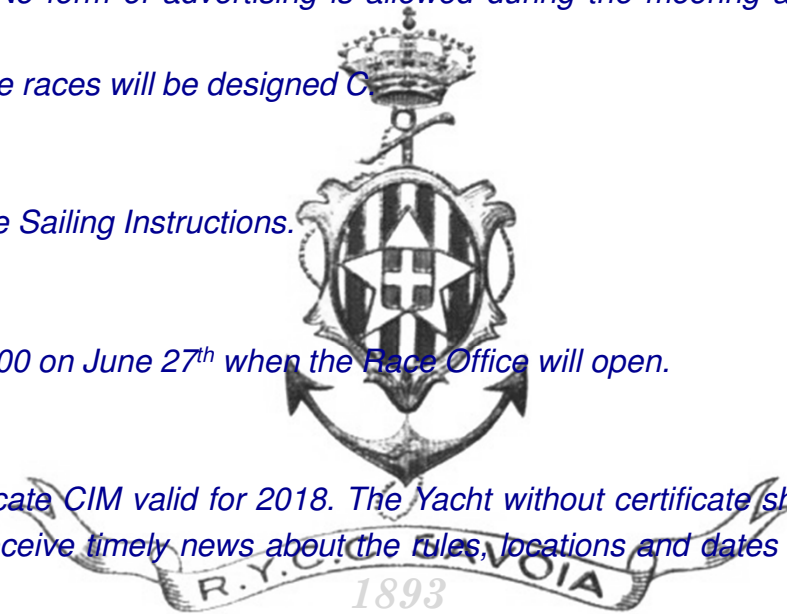 No form of advertising is allowed during the mooring a
e races will be designed C.
e Sailing Instructions.
00 on June 27th when the Race Office will open.
cate CIM valid for 2018. The Yacht without certificate sh
ceive timely news about the rules, locations and dates
R.Y.C.C. SAVOIA
1893